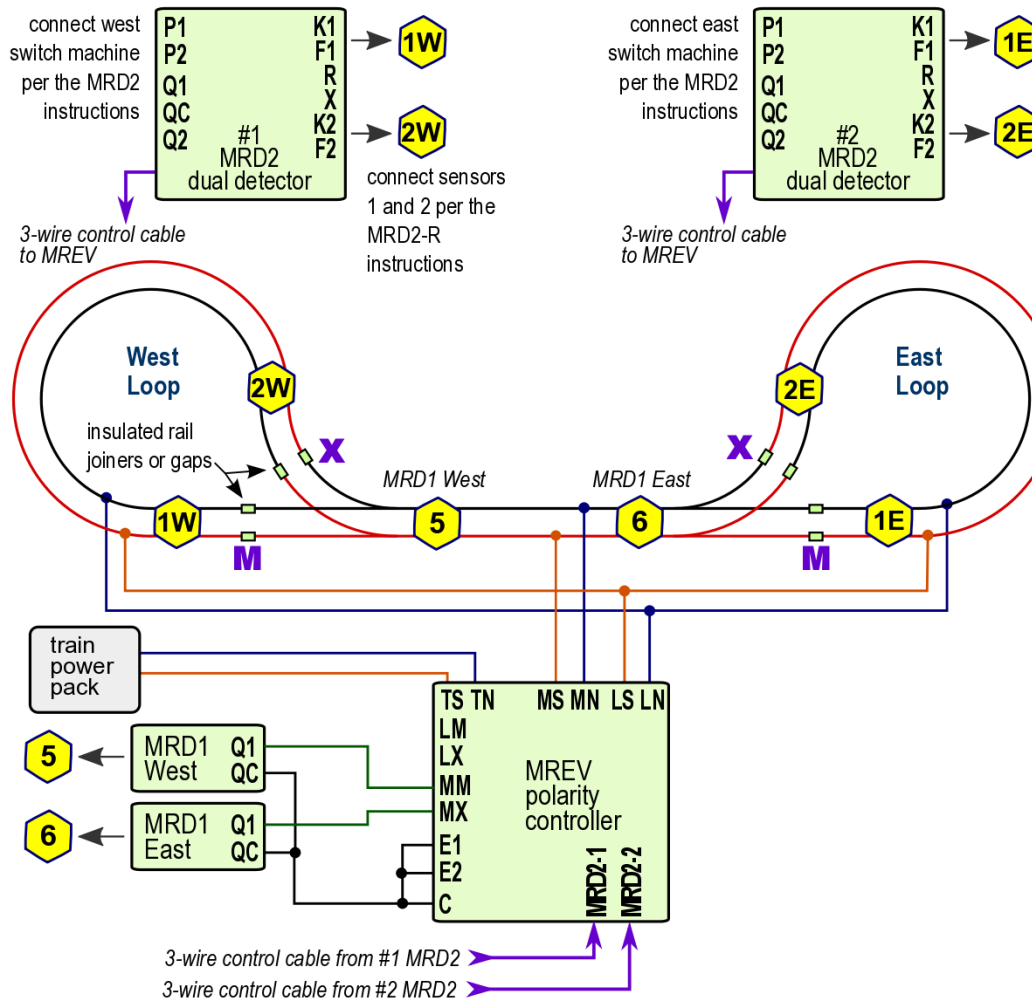 connect west
switch machine
per the MRD2
instructions
P1
P2
Q1
QC
Q2
K1
F1
R
X
K2
F2
#1
MRD2
dual detector
1W
2W
connect sensors
1 and 2 per the
MRD2-R
instructions
3-wire control cable
to MREV
connect east
switch machine
per the MRD2
instructions
P1
P2
Q1
QC
Q2
K1
F1
R
X
K2
F2
#2
MRD2
dual detector
1E
2E
3-wire control cable
to MREV
West
Loop
2W
insulated rail
joiners or gaps
X
1W
M
MRD1 West
5
MRD1 East
6
2E
X
East
Loop
1E
M
train
power
pack
5
MRD1
West
Q1
QC
6
MRD1
East
Q1
QC
TS TN MS MN LS LN
LM
LX
MM
MX
E1
E2
C
MREV
polarity
controller
MRD2-1
MRD2-2
3-wire control cable from #1 MRD2
3-wire control cable from #2 MRD2